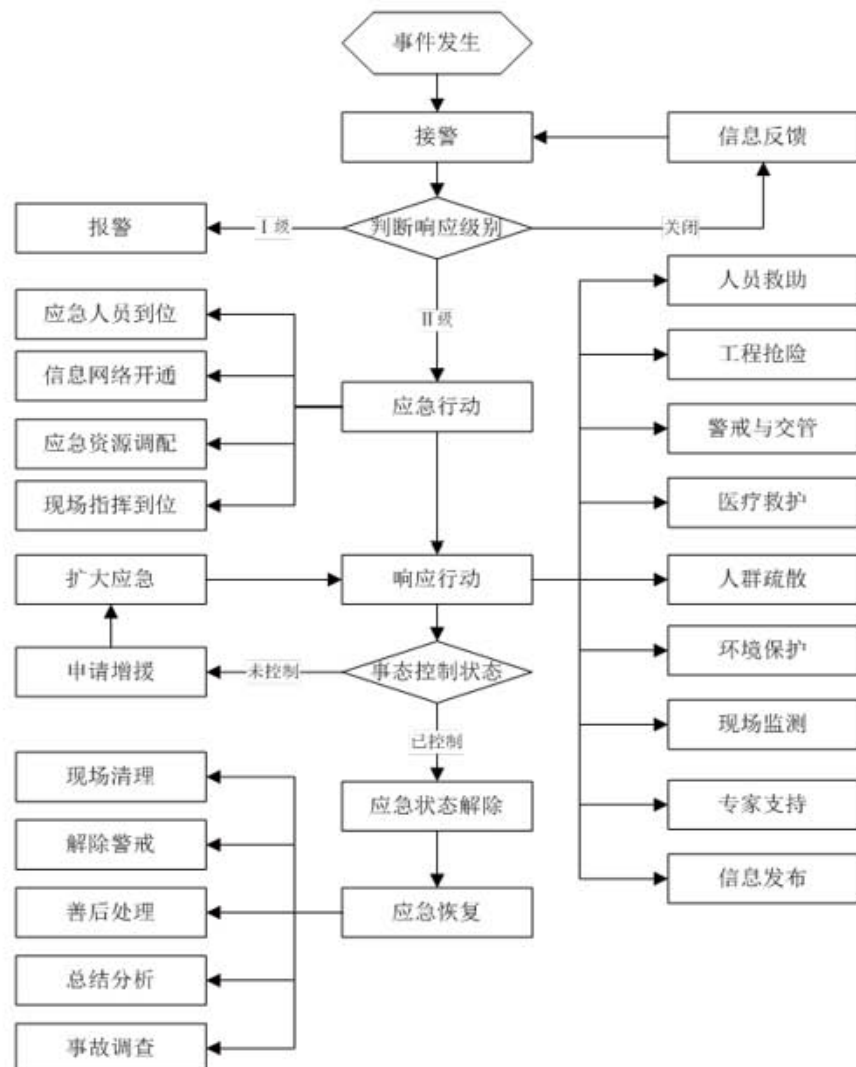 事件发生
接警
信息反馈
判断响应级别
Ⅰ级
报警
关闭
Ⅱ级
人员救助
工程抢险
警戒与交管
医疗救护
人群疏散
环境保护
现场监测
专家支持
信息发布
应急人员到位
信息网络开通
应急资源调配
现场指挥到位
应急行动
扩大应急
响应行动
申请增援
未控制
事态控制状态
已控制
应急状态解除
应急恢复
现场清理
解除警戒
善后处理
总结分析
事故调查